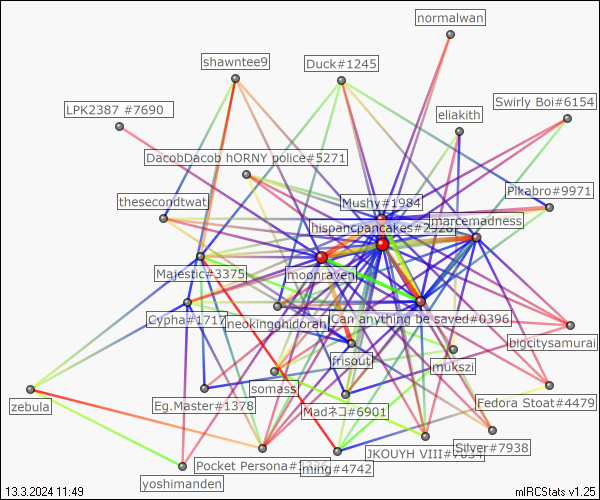 normalwan
shawntee9
Duck#1245
LPK2387 #7690
Swirly Boi#6154
eliakith
DacobDacob hORNY police#5271
Pikabro#9971
thesecondtwat
Mushy#1984
marcemadness
hispancpancakes#2928
Majestic#3375
moonraven
Cypha#1717
neokingghidorah
Can anything be saved#0396
bigcitysamurai
frisout
mukszi
somass
zebula
Eg.Master#1378
Madネコ#6901
Fedora Stoat#4479
Silver#7938
JKOUYH VIII
Pocket Persona
ming#4742
yoshimanden
13.3.2024 11:49
mIRCStats v1.25